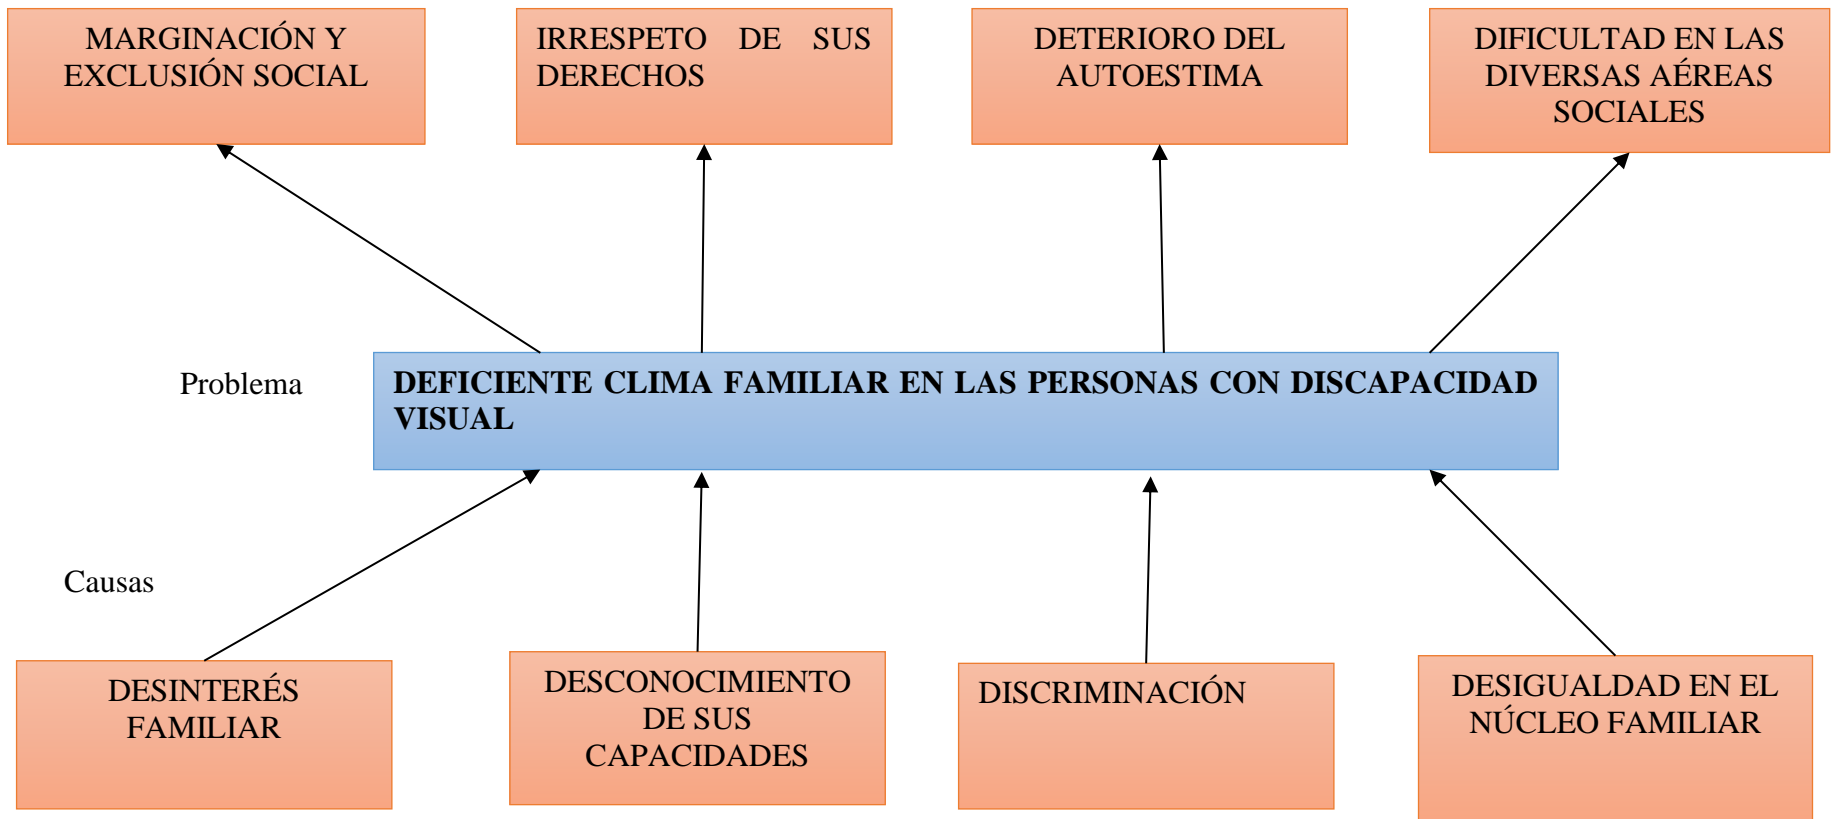 MARGINACIÓN Y
EXCLUSIÓN SOCIAL
IRRESPETO DE SUS
DERECHOS
DETERIORO DEL
AUTOESTIMA
DIFICULTAD EN LAS
DIVERSAS AÉREAS
SOCIALES
Problema
DEFICIENTE CLIMA FAMILIAR EN LAS PERSONAS CON DISCAPACIDAD
VISUAL
Causas
DESINTERÉS
FAMILIAR
DESCONOCIMIENTO
DE SUS
CAPACIDADES
DISCRIMINACIÓN
DESIGUALDAD EN EL
NÚCLEO FAMILIAR